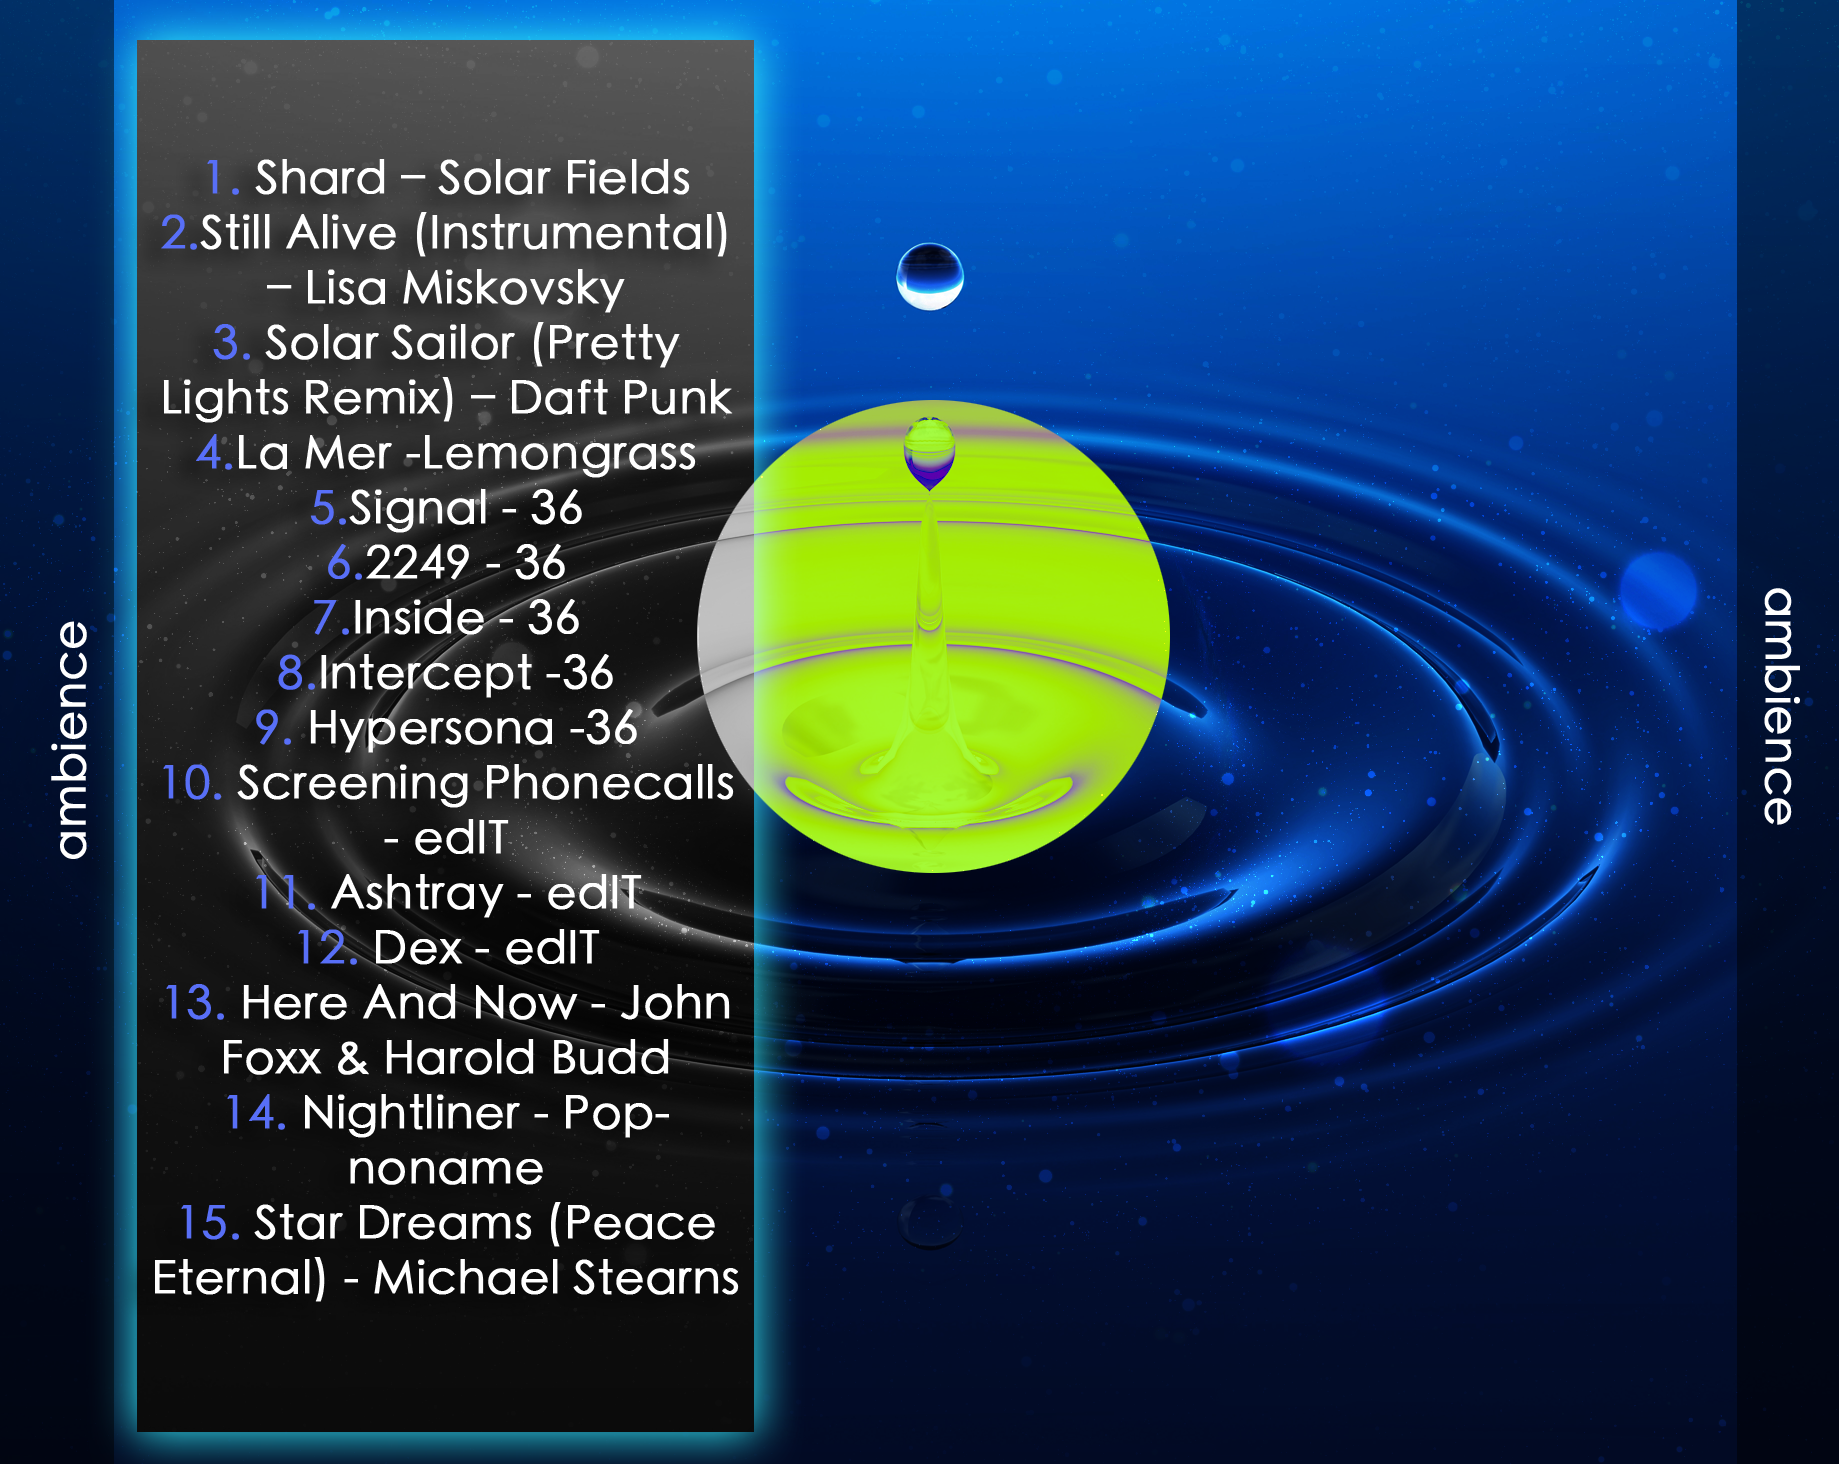 1. Shard – Solar Fields
2.Still Alive (Instrumental)
– Lisa Miskovsky
3. Solar Sailor (Pretty
Lights Remix) – Daft Punk
4.La Mer -Lemongrass
5.Signal - 36
6.2249 - 36
7.Inside - 36
8.Intercept -36
9. Hypersona -36
10. Screening Phonecalls
- edIT
11. Ashtray - edIT
12. Dex - edIT
13. Here And Now - John
Foxx & Harold Budd
14. Nightliner - Pop-
noname
15. Star Dreams (Peace
Eternal) - Michael Stearns
ambience
ambience